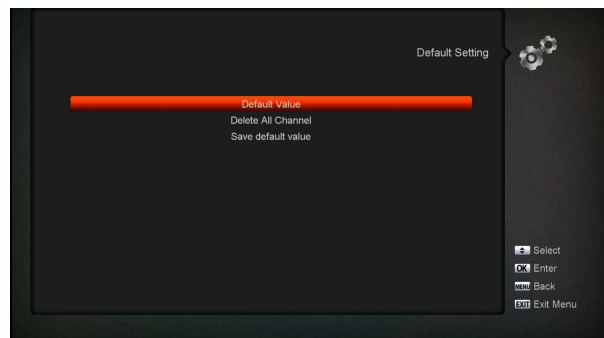 Default Setting
Default Value
Delete All Channel
Save default value
Select
OK Enter
MENU Back
EXIT Exit Menu